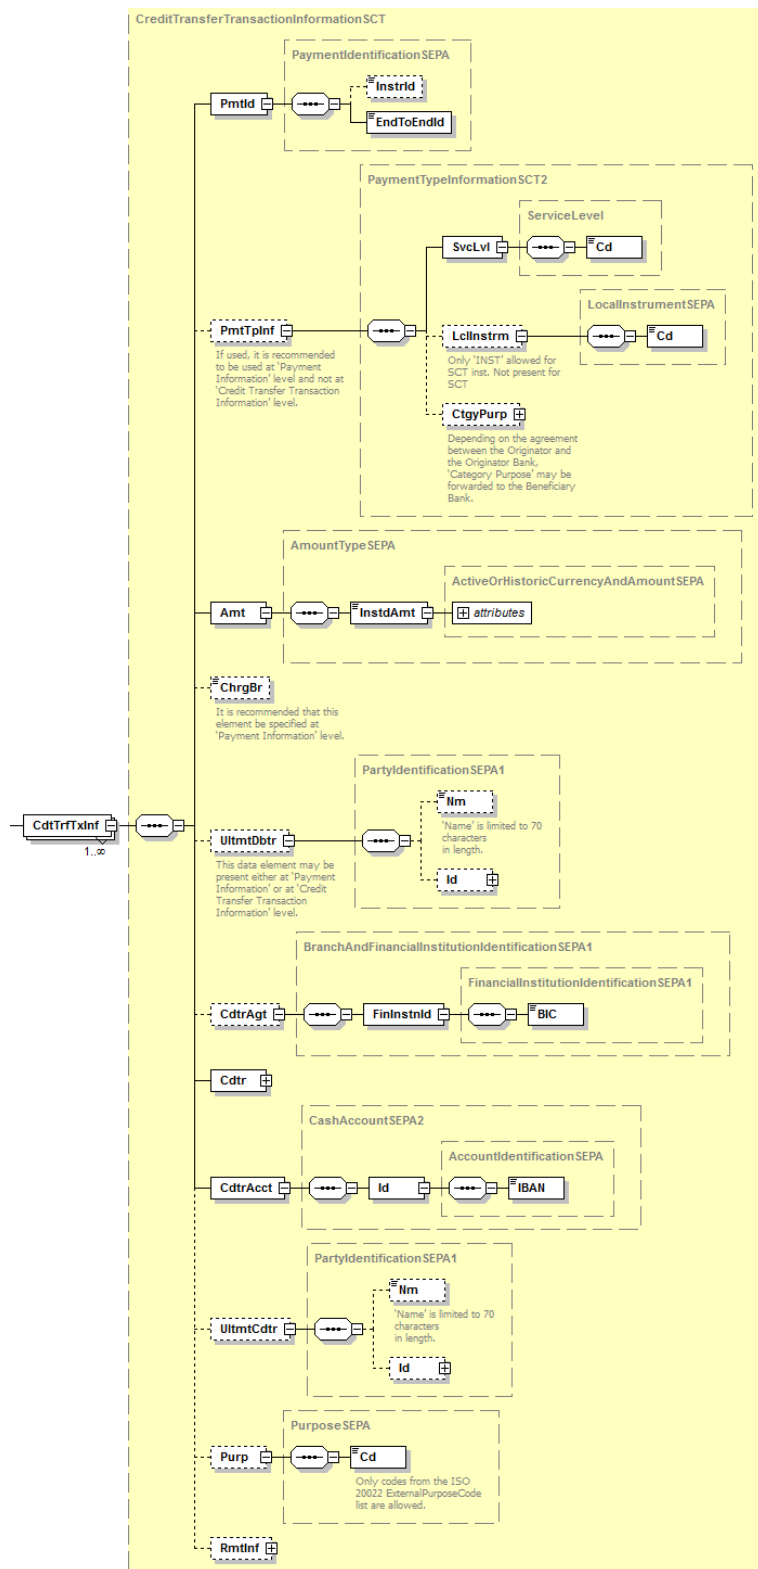 CreditTransferTransactionInformationSCT
PaymentIdentificationSEPA
InstrId
PmtId
EndToEndId
PaymentTypeInformationSCT2
ServiceLevel
SvcLvl
Cd
LocalInstrumentSEPA
PmtTpInf
LclInstrm
Cd
If used, it is recommended
to be used at 'Payment
Information' level and not at
'Credit Transfer Transaction
Information' level.
Only 'INST' allowed for
SCT inst. Not present for
SCT
CtgyPurp
Depending on the agreement
between the Originator and
the Originator Bank,
'Category Purpose' may be
forwarded to the Beneficiary
Bank.
AmountTypeSEPA
ActiveOrHistoricCurrencyAndAmountSEPA
Amt
InstdAmt
attributes
ChrgBr
It is recommended that this
element be specified at
'Payment Information' level.
PartyIdentificationSEPA1
Nm
'Name' is limited to 70
characters
in length.
CdtTrfTxInf
1..∞
UltmtDbtr
This data element may be
present either at 'Payment
Information' or at 'Credit
Transfer Transaction
Information' level.
Id
BranchAndFinancialInstitutionIdentificationSEPA1
FinancialInstitutionIdentificationSEPA1
CdtrAgt
FinInstnId
BIC
Cdtr
CashAccountSEPA2
AccountIdentificationSEPA
CdtrAcct
Id
IBAN
PartyIdentificationSEPA1
Nm
'Name' is limited to 70
characters
in length.
UltmtCdtr
Id
PurposeSEPA
Purp
Cd
Only codes from the ISO
20022 ExternalPurposeCode
list are allowed.
RmtInf